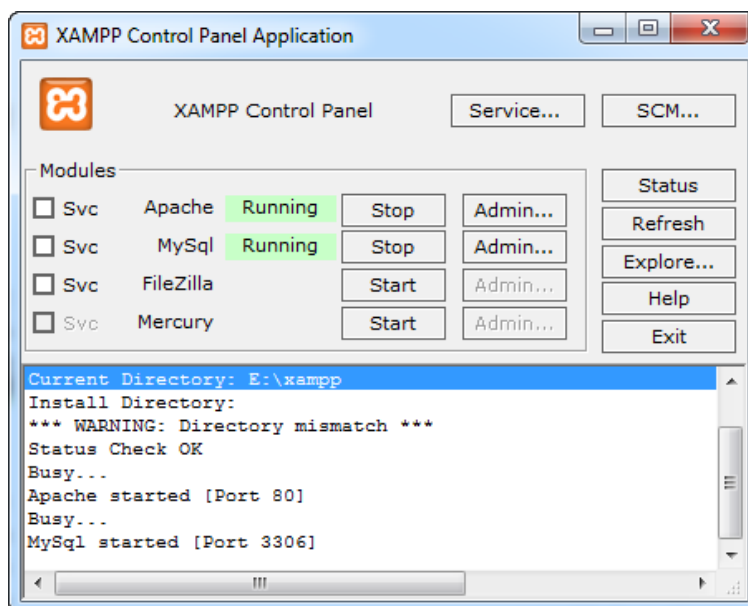 XAMPP Control Panel Application
XAMPP Control Panel Service... SCM...
Modules
Svc Apache Running Stop Admin...
Svc MySql Running Stop Admin...
Svc FileZilla Start Admin...
Svc Mercury Start Admin...
Status
Refresh
Explore...
Help
Exit
Current Directory: E:\xampp
Install Directory:
*** WARNING: Directory mismatch ***
Status Check OK
Busy...
Apache started [Port 80]
Busy...
MySql started [Port 3306]